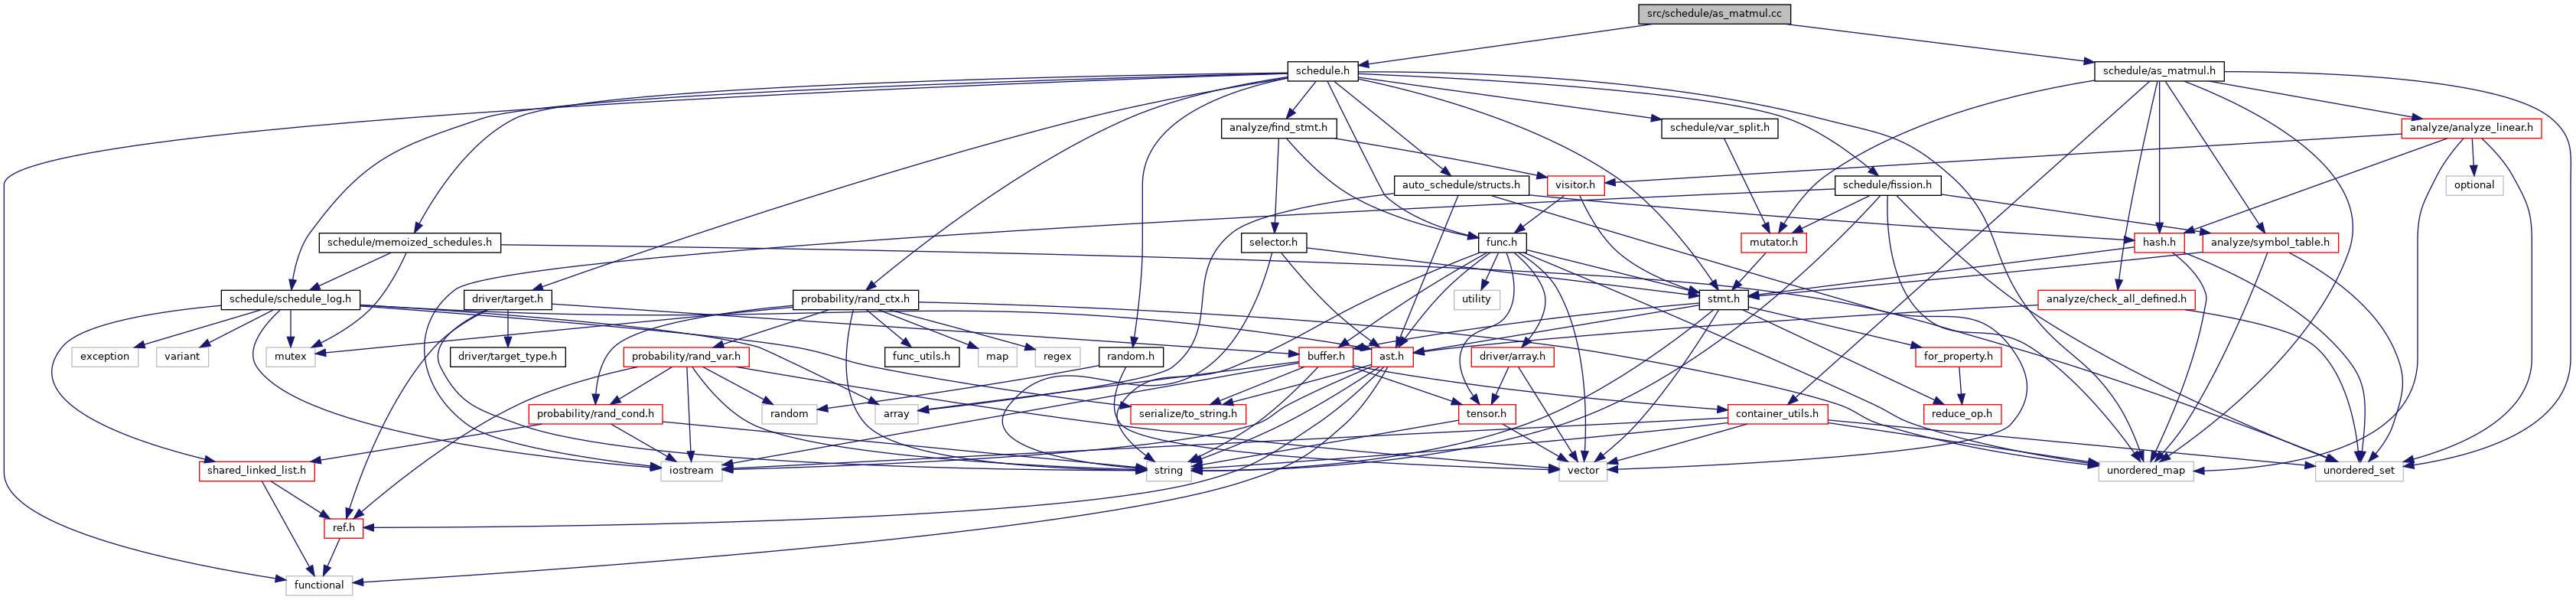 src/schedule/as_matmul.cc
schedule.h
schedule/as_matmul.h
analyze/find_stmt.h
schedule/var_split.h
analyze/analyze_linear.h
auto_schedule/structs.h
visitor.h
schedule/fission.h
optional
schedule/memoized_schedules.h
selector.h
func.h
mutator.h
hash.h
analyze/symbol_table.h
schedule/schedule_log.h
driver/target.h
probability/rand_ctx.h
utility
stmt.h
analyze/check_all_defined.h
exception
variant
mutex
driver/target_type.h
probability/rand_var.h
func_utils.h
map
regex
random.h
buffer.h
ast.h
driver/array.h
for_property.h
probability/rand_cond.h
random
array
serialize/to_string.h
tensor.h
container_utils.h
reduce_op.h
shared_linked_list.h
iostream
string
vector
unordered_map
unordered_set
ref.h
functional